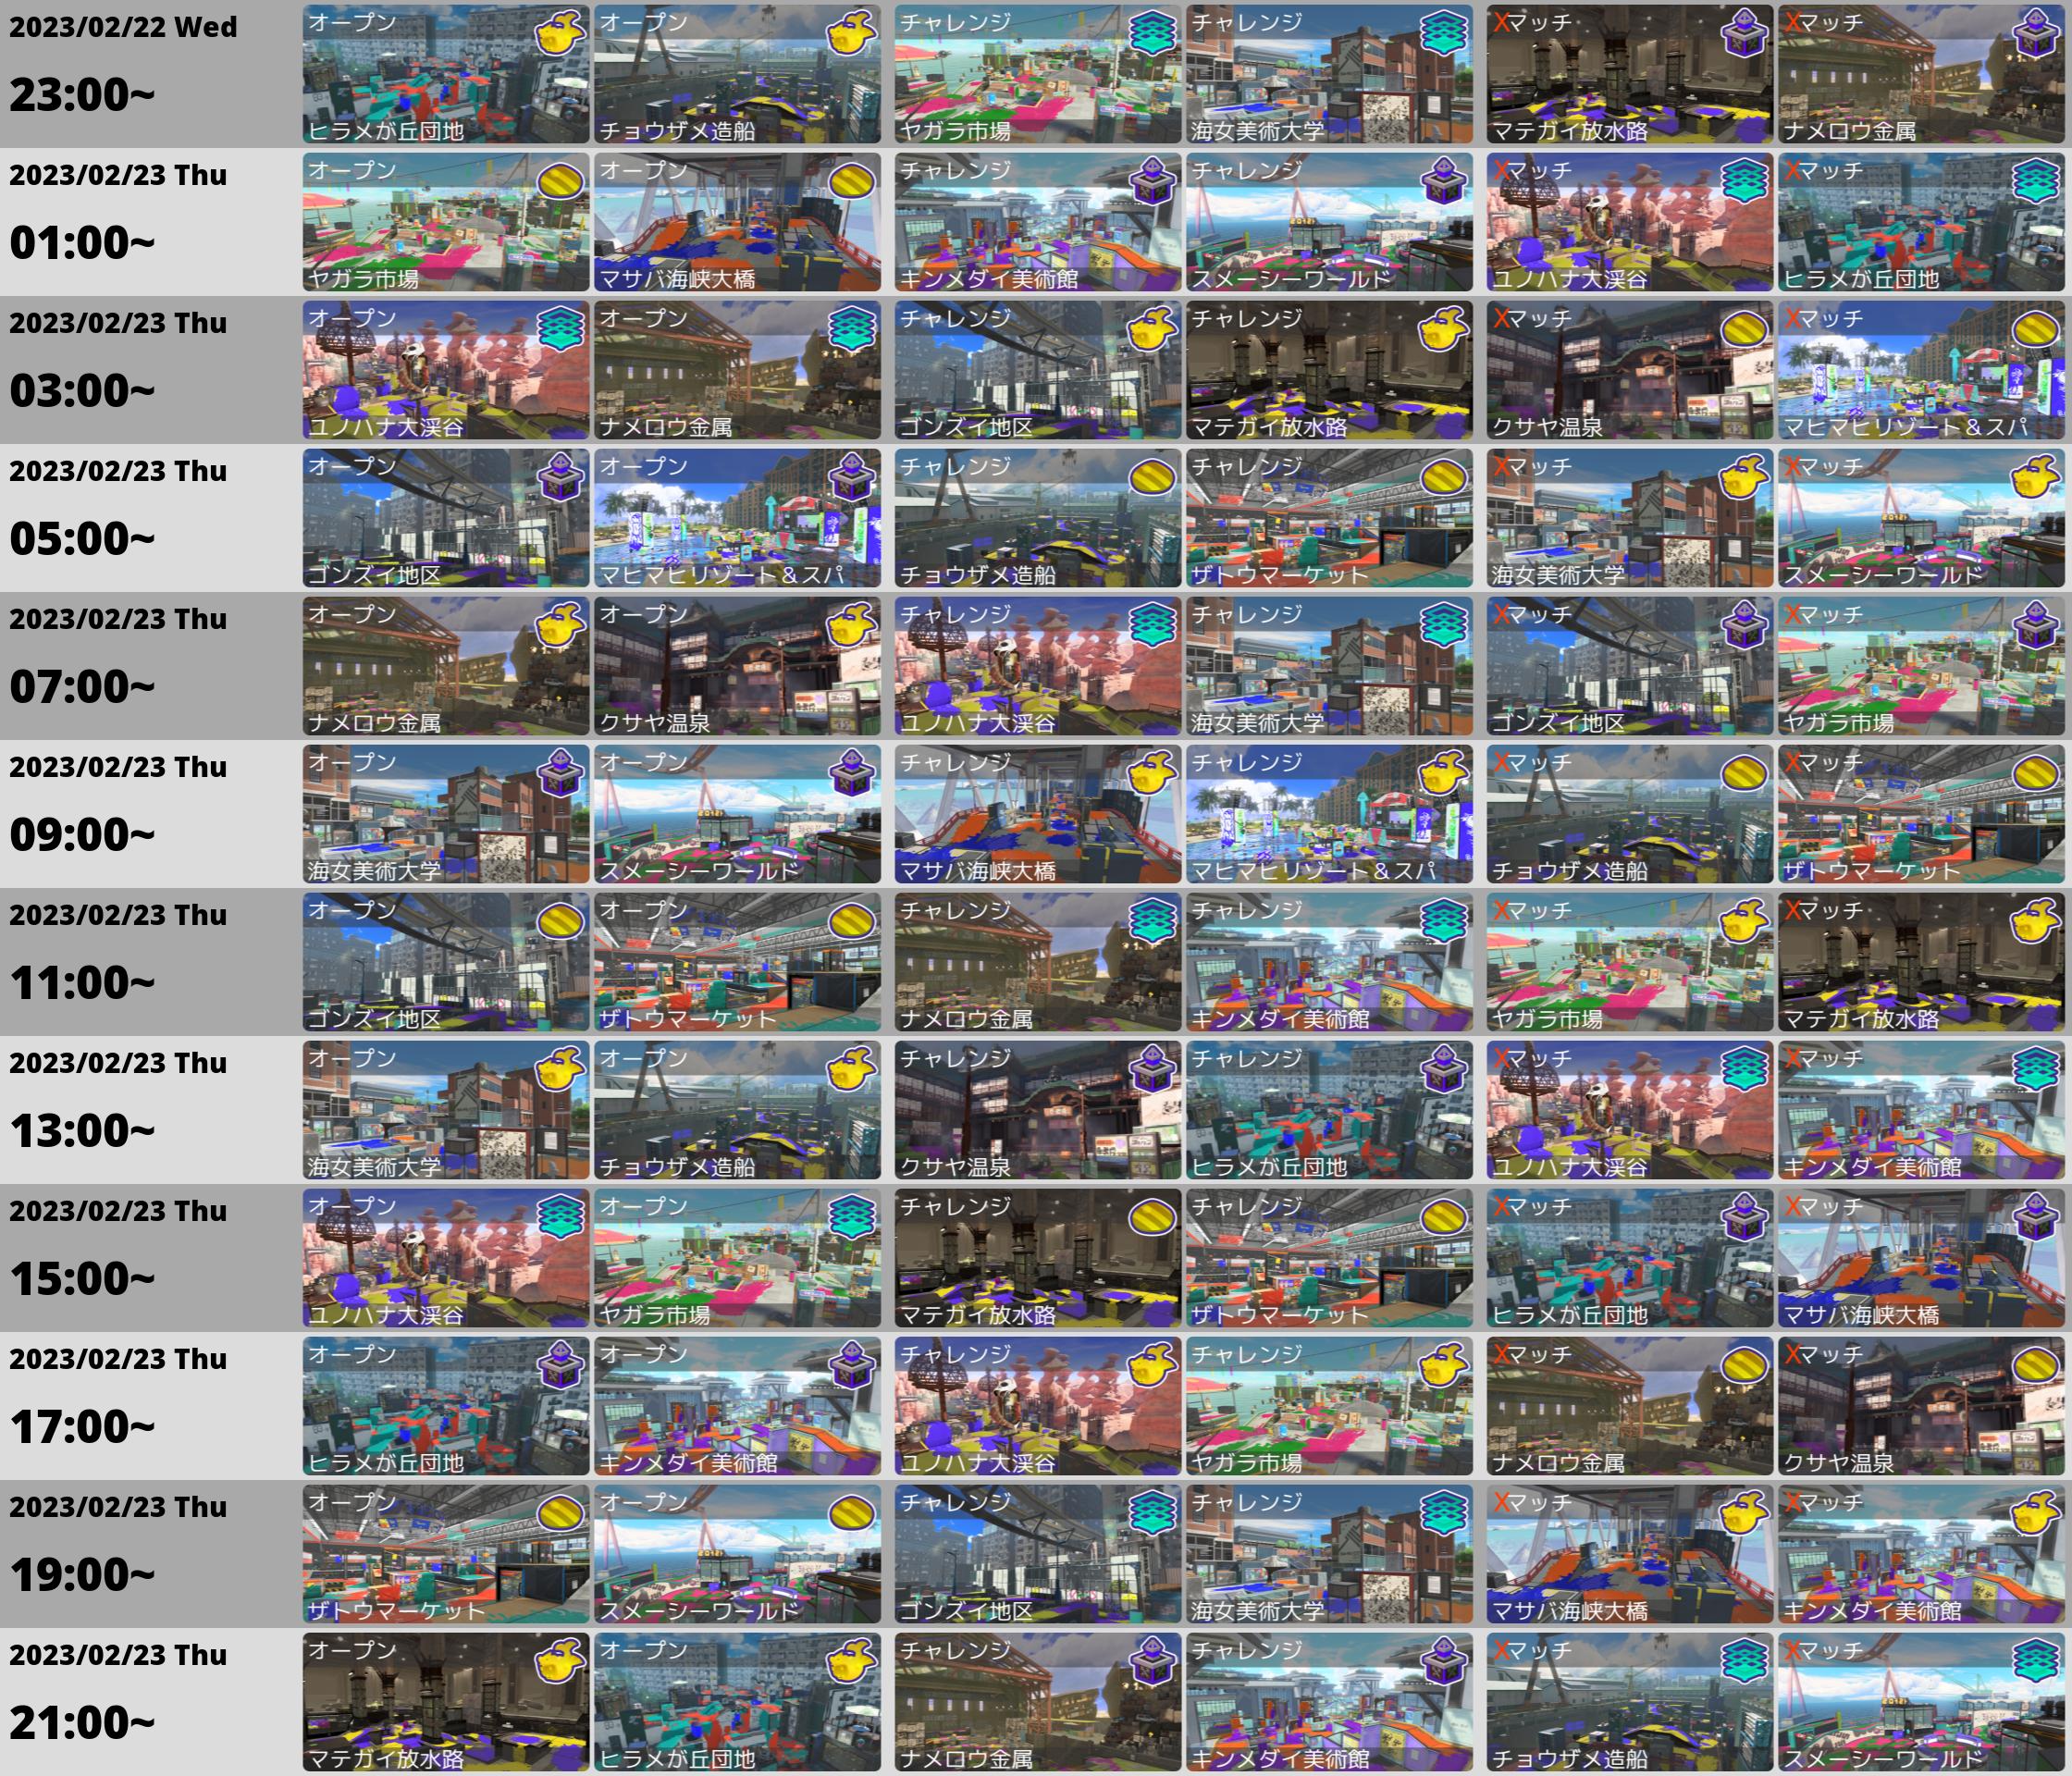 2023/02/22 Wed
23:00~
オープン オープン チャレンジ チャレンジ Xマッチ Xマッチ
ヒラメが丘団地 チョウザメ造船 ヤガラ市場 海女美術大学 マテガイ放水路 ナメロウ金属
2023/02/23 Thu
01:00~
オープン オープン チャレンジ チャレンジ Xマッチ Xマッチ
ヤガラ市場 マサバ海峡大橋 キンメダイ美術館 スメーシーワールド ユノハナ大渓谷 ヒラメが丘団地
2023/02/23 Thu
03:00~
オープン オープン チャレンジ チャレンジ Xマッチ Xマッチ
ユノハナ大渓谷 ナメロウ金属 ゴンズイ地区 マテガイ放水路 クサヤ温泉 マヒマヒリゾート＆スパ
2023/02/23 Thu
05:00~
オープン オープン チャレンジ チャレンジ Xマッチ Xマッチ
ゴンズイ地区 マヒマヒリゾート＆スパ チョウザメ造船 ザトウマーケット 海女美術大学 スメーシーワールド
2023/02/23 Thu
07:00~
オープン オープン チャレンジ チャレンジ Xマッチ Xマッチ
ナメロウ金属 クサヤ温泉 ユノハナ大渓谷 海女美術大学 ゴンズイ地区 ヤガラ市場
2023/02/23 Thu
09:00~
オープン オープン チャレンジ チャレンジ Xマッチ Xマッチ
海女美術大学 スメーシーワールド マサバ海峡大橋 マヒマヒリゾート＆スパ チョウザメ造船 ザトウマーケット
2023/02/23 Thu
11:00~
オープン オープン チャレンジ チャレンジ Xマッチ Xマッチ
ゴンズイ地区 ザトウマーケット ナメロウ金属 キンメダイ美術館 ヤガラ市場 マテガイ放水路
2023/02/23 Thu
13:00~
オープン オープン チャレンジ チャレンジ Xマッチ Xマッチ
海女美術大学 チョウザメ造船 クサヤ温泉 ヒラメが丘団地 ユノハナ大渓谷 キンメダイ美術館
2023/02/23 Thu
15:00~
オープン オープン チャレンジ チャレンジ Xマッチ Xマッチ
ユノハナ大渓谷 ヤガラ市場 マテガイ放水路 ザトウマーケット ヒラメが丘団地 マサバ海峡大橋
2023/02/23 Thu
17:00~
オープン オープン チャレンジ チャレンジ Xマッチ Xマッチ
ヒラメが丘団地 キンメダイ美術館 ユノハナ大渓谷 ヤガラ市場 ナメロウ金属 クサヤ温泉
2023/02/23 Thu
19:00~
オープン オープン チャレンジ チャレンジ Xマッチ Xマッチ
ザトウマーケット スメーシーワールド ゴンズイ地区 海女美術大学 マサバ海峡大橋 キンメダイ美術館
2023/02/23 Thu
21:00~
オープン オープン チャレンジ チャレンジ Xマッチ Xマッチ
マテガイ放水路 ヒラメが丘団地 ナメロウ金属 キンメダイ美術館 チョウザメ造船 スメーシーワールド